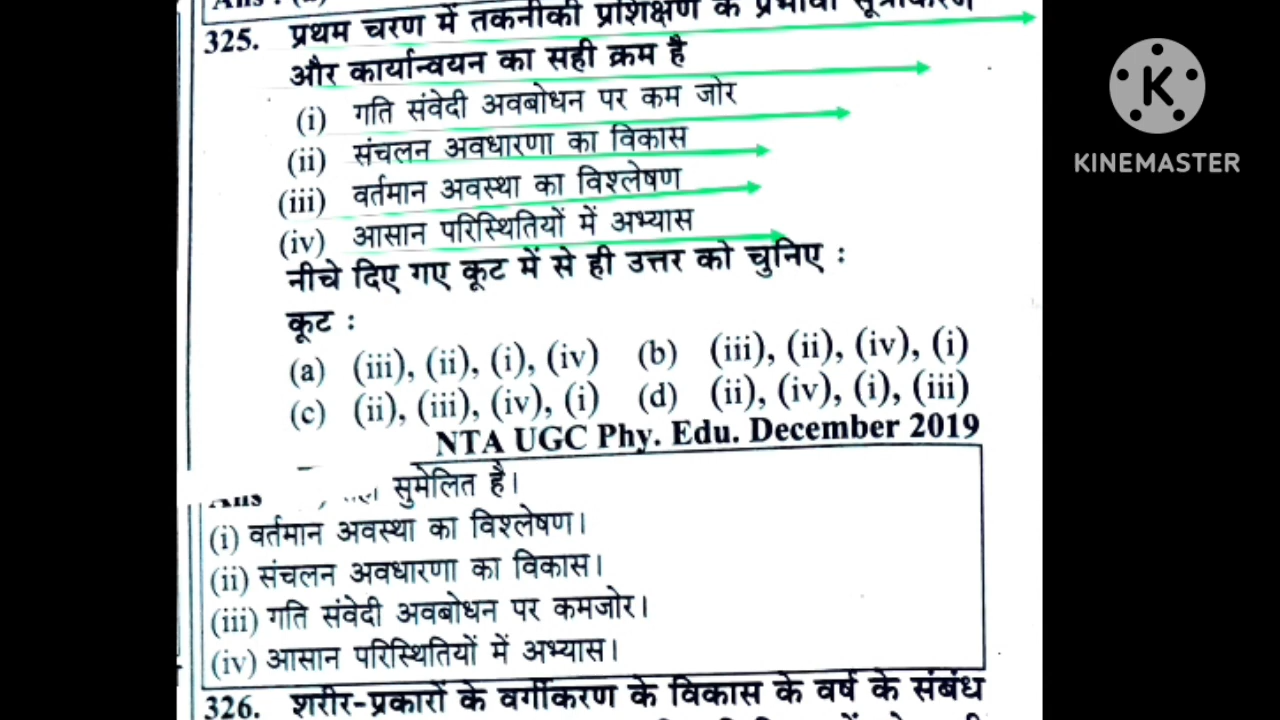 325. प्रथम चरण में तकनीकी प्रशिक्षण के प्रभावी सूत्रीकरण
और कार्यान्वयन का सही क्रम है
(i) गति संवेदी अवबोधन पर कम जोर
(ii) संचलन अवधारणा का विकास
(iii) वर्तमान अवस्था का विश्लेषण
(iv) आसान परिस्थितियों में अभ्यास
नीचे दिए गए कूट में से ही उत्तर को चुनिए :
कूट :
(a) (iii), (ii), (i), (iv) (b) (iii), (ii), (iv), (i)
(c) (ii), (iii), (iv), (i) (d) (ii), (iv), (i), (iii)
NTA UGC Phy. Edu. December 2019
सुमेलित है।
(i) वर्तमान अवस्था का विश्लेषण।
(ii) संचलन अवधारणा का विकास।
(iii) गति संवेदी अवबोधन पर कमजोर।
(iv) आसान परिस्थितियों में अभ्यास।
326. शरीर-प्रकारों के वर्गीकरण के विकास के वर्ष के संबंध
K
KINEMASTER